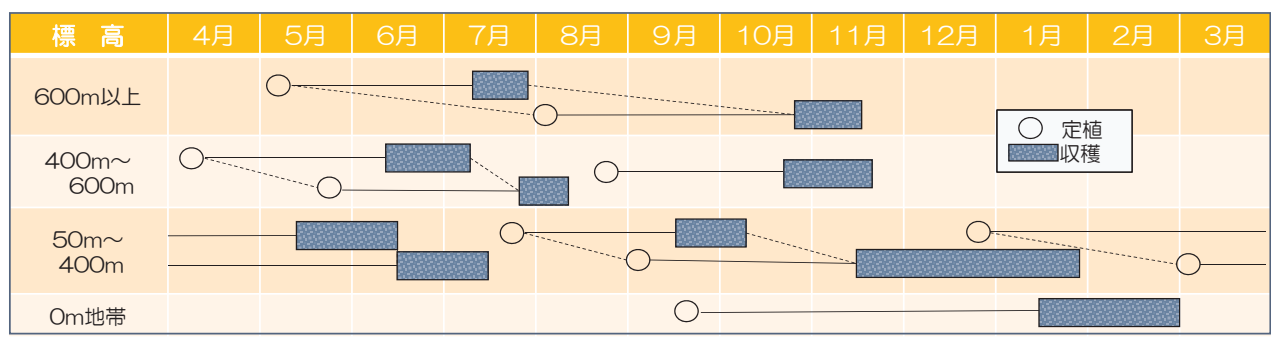 標 高 4月 5月 6月 7月 8月 9月 10月 11月 12月 1月 2月 3月
600m以上
定植
収穫
400m〜
600m
50m〜
400m
0m地帯